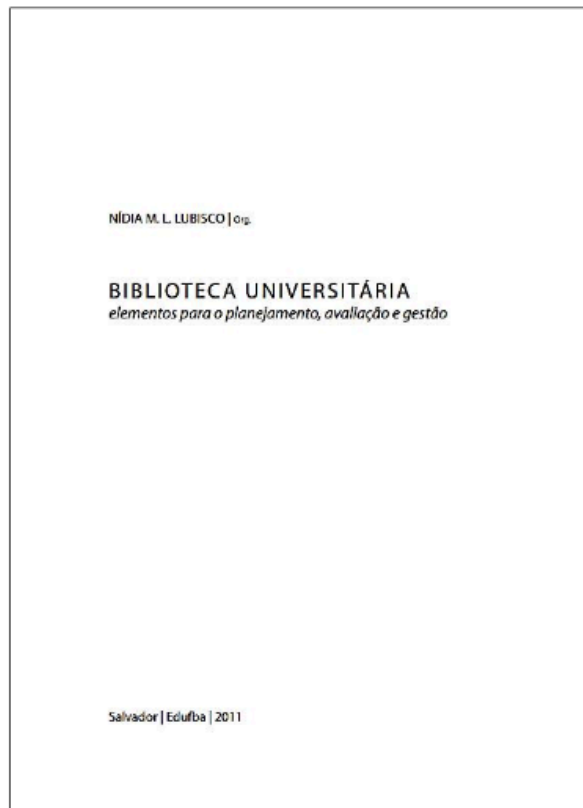 NÍDIA M. L. LUBISCO | Org.
BIBLIOTECA UNIVERSITÁRIA
elementos para o planejamento, avaliação e gestão
Salvador | Edufba | 2011